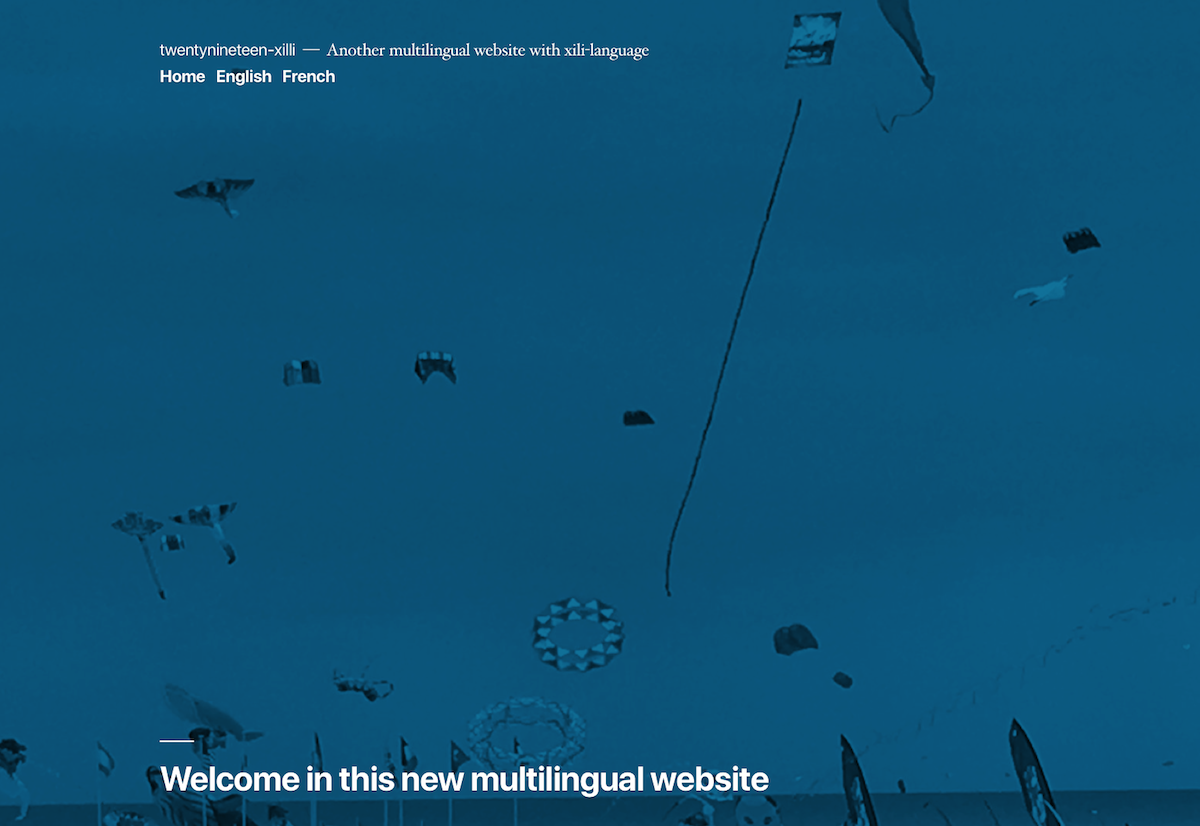 twentynineteen-xilli — Another multilingual website with xili-language
Home English French
Welcome in this new multilingual website